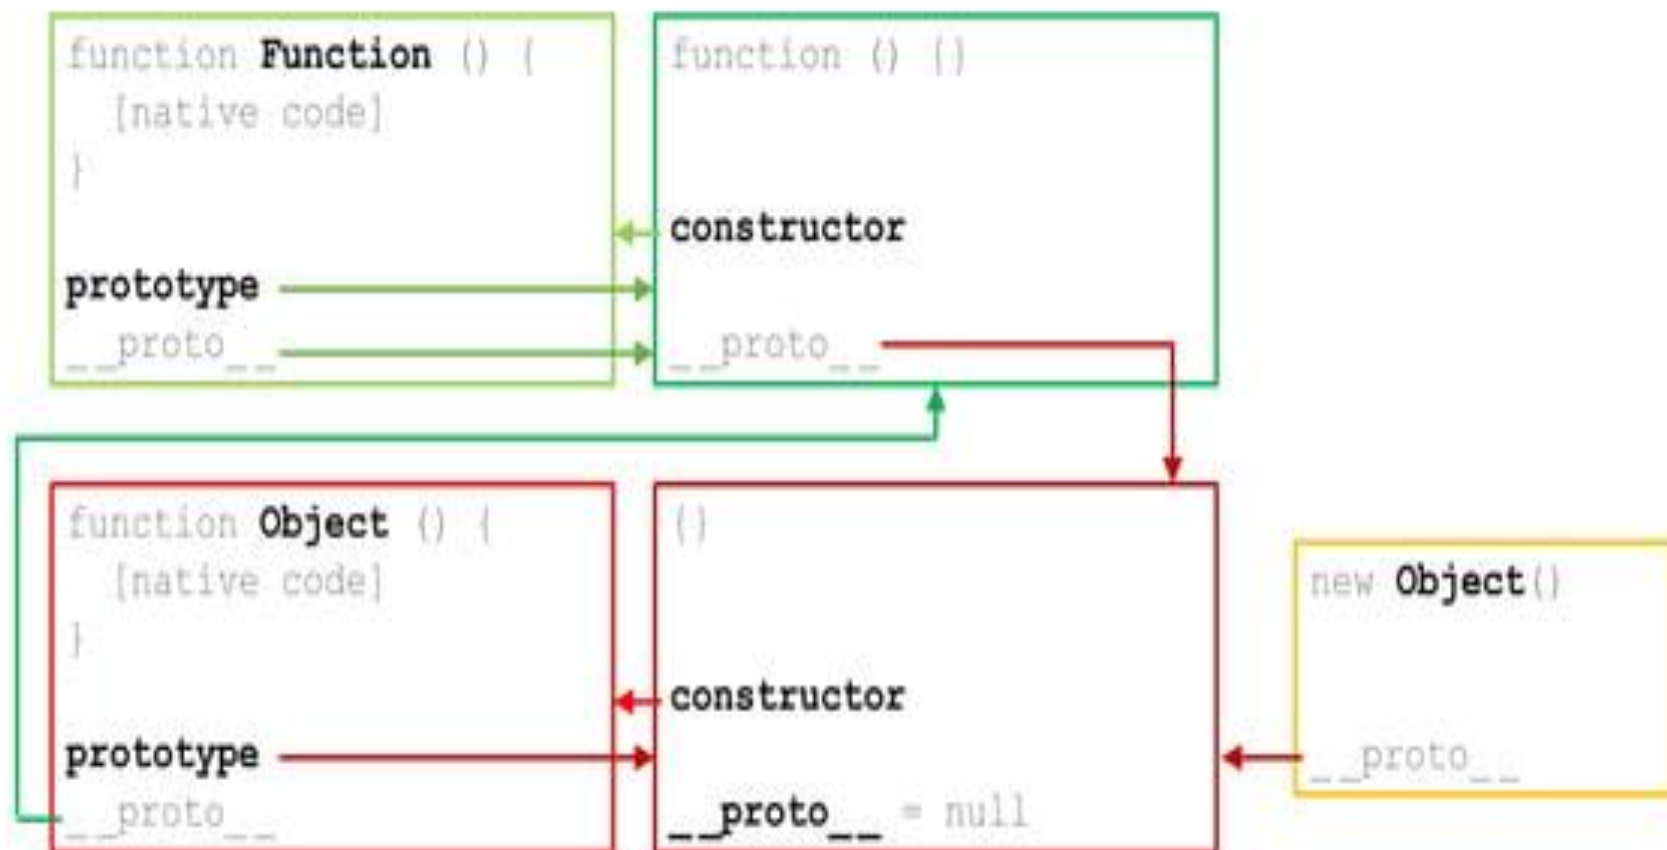 function Function () {
[native code]
}
prototype
__proto__
function () {}
constructor
__proto__
function Object () {
[native code]
}
prototype
__proto__
{}
constructor
__proto__ = null
new Object()
__proto__